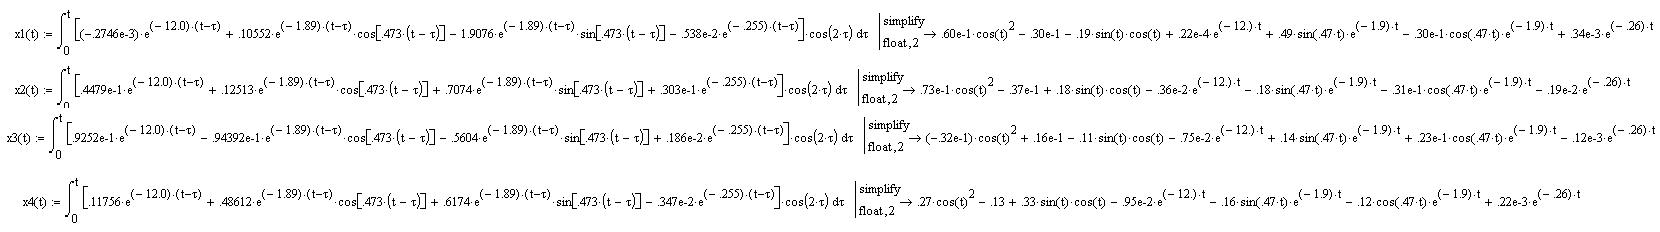 x1(t) := ∫₀ᵗ [(−.2746e-3)·e^((−12.0)·(t−τ)) + .10552·e^((−1.89)·(t−τ))·cos[.473·(t − τ)] − 1.9076·e^((−1.89)·(t−τ))·sin[.473·(t − τ)] − .538e-2·e^((−.255)·(t−τ))]·cos(2·τ) dτ | simplify float,2 → .60e-1·cos(t)² − .30e-1 − .19·sin(t)·cos(t) + .22e-4·e^((−12.)·t) + .49·sin(.47·t)·e^((−1.9)·t) − .30e-1·cos(.47·t)·e^((−1.9)·t) + .34e-3·e^((−.26)·t)
x2(t) := ∫₀ᵗ [.4479e-1·e^((−12.0)·(t−τ)) + .12513·e^((−1.89)·(t−τ))·cos[.473·(t − τ)] + .7074·e^((−1.89)·(t−τ))·sin[.473·(t − τ)] + .303e-1·e^((−.255)·(t−τ))]·cos(2·τ) dτ | simplify float,2 → .73e-1·cos(t)² − .37e-1 + .18·sin(t)·cos(t) − .36e-2·e^((−12.)·t) − .18·sin(.47·t)·e^((−1.9)·t) − .31e-1·cos(.47·t)·e^((−1.9)·t) − .19e-2·e^((−.26)·t)
x3(t) := ∫₀ᵗ [.9252e-1·e^((−12.0)·(t−τ)) − .94392e-1·e^((−1.89)·(t−τ))·cos[.473·(t − τ)] − .5604·e^((−1.89)·(t−τ))·sin[.473·(t − τ)] + .186e-2·e^((−.255)·(t−τ))]·cos(2·τ) dτ | simplify float,2 → (−.32e-1)·cos(t)² + .16e-1 − .11·sin(t)·cos(t) − .75e-2·e^((−12.)·t) + .14·sin(.47·t)·e^((−1.9)·t) + .23e-1·cos(.47·t)·e^((−1.9)·t) − .12e-3·e^((−.26)·t)
x4(t) := ∫₀ᵗ [.11756·e^((−12.0)·(t−τ)) + .48612·e^((−1.89)·(t−τ))·cos[.473·(t − τ)] + .6174·e^((−1.89)·(t−τ))·sin[.473·(t − τ)] − .347e-2·e^((−.255)·(t−τ))]·cos(2·τ) dτ | simplify float,2 → .27·cos(t)² − .13 + .33·sin(t)·cos(t) − .95e-2·e^((−12.)·t) − .16·sin(.47·t)·e^((−1.9)·t) − .12·cos(.47·t)·e^((−1.9)·t) + .22e-3·e^((−.26)·t)